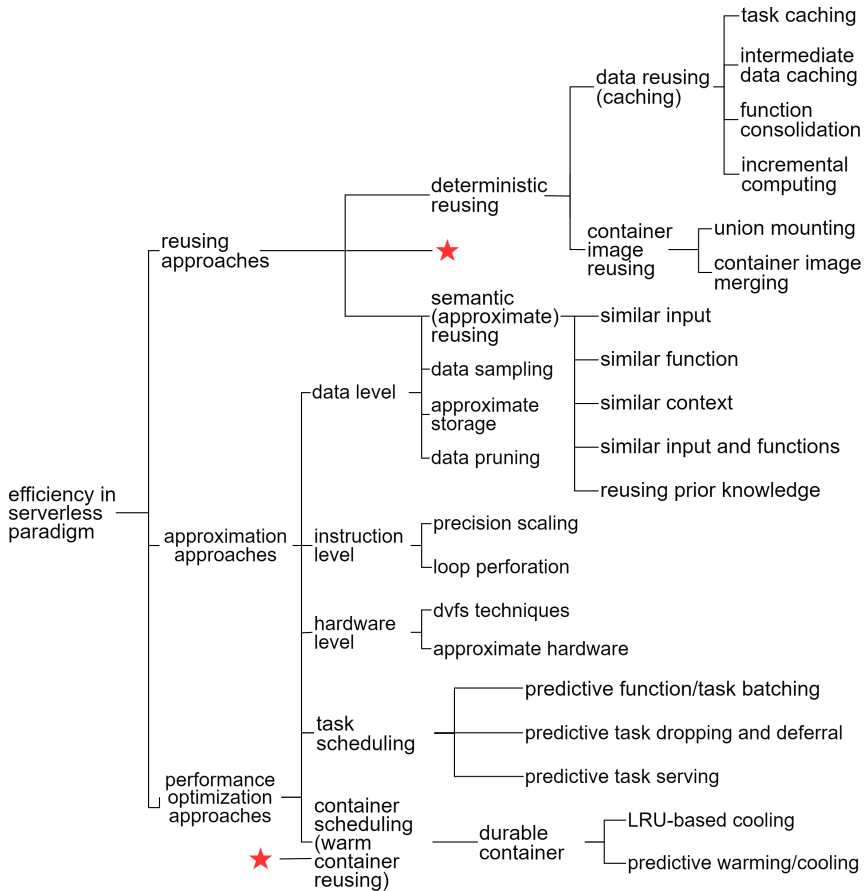 task caching
intermediate
data caching
data reusing
(caching)
function
consolidation
incremental
computing
deterministic
reusing
container
image
reusing
union mounting
container image
merging
reusing
approaches
semantic
(approximate)
reusing
similar input
data sampling
similar function
data level
approximate
storage
similar context
data pruning
similar input and functions
reusing prior knowledge
efficiency in
serverless
paradigm
approximation
approaches
instruction
level
precision scaling
loop perforation
hardware
level
dvfs techniques
approximate hardware
task
scheduling
predictive function/task batching
predictive task dropping and deferral
predictive task serving
performance
optimization
approaches
container
scheduling
(warm
container
reusing)
durable
container
LRU-based cooling
predictive warming/cooling